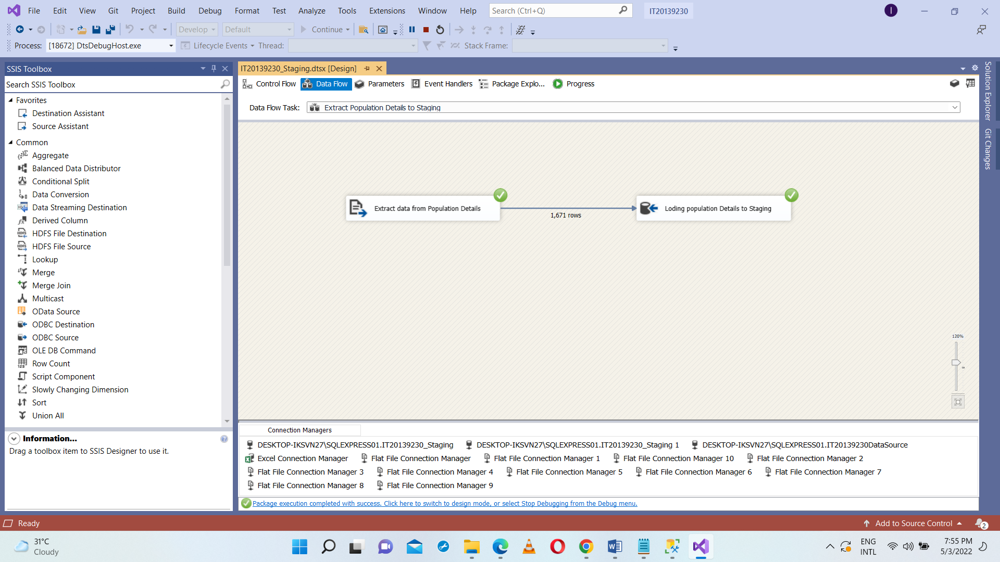 File Edit View Git Project Build Debug Format Test Analyze Tools Extensions Window Help Search (Ctrl+Q) IT20139230 I
Develop Default Continue
Process: [18672] DtsDebugHost.exe Lifecycle Events Thread: Stack Frame:
SSIS Toolbox
Search SSIS Toolbox
Favorites
Destination Assistant
Source Assistant
Common
Aggregate
Balanced Data Distributor
Conditional Split
Data Conversion
Data Streaming Destination
Derived Column
HDFS File Destination
HDFS File Source
Lookup
Merge
Merge Join
Multicast
OData Source
ODBC Destination
ODBC Source
OLE DB Command
Row Count
Script Component
Slowly Changing Dimension
Sort
Union All
Information...
Drag a toolbox item to SSIS Designer to use it.
IT20139230_Staging.dtsx [Design]
Control Flow Data Flow Parameters Event Handlers Package Explo... Progress
Data Flow Task: Extract Population Details to Staging
Extract data from Population Details
1,671 rows
Loding population Details to Staging
120%
Connection Managers
DESKTOP-IKSVN27\SQLEXPRESS01.IT20139230_Staging DESKTOP-IKSVN27\SQLEXPRESS01.IT20139230_Staging 1 DESKTOP-IKSVN27\SQLEXPRESS01.IT20139230DataSource
Excel Connection Manager Flat File Connection Manager Flat File Connection Manager 1 Flat File Connection Manager 10 Flat File Connection Manager 2
Flat File Connection Manager 3 Flat File Connection Manager 4 Flat File Connection Manager 5 Flat File Connection Manager 6 Flat File Connection Manager 7
Flat File Connection Manager 8 Flat File Connection Manager 9
Package execution completed with success. Click here to switch to design mode, or select Stop Debugging from the Debug menu.
Solution Explorer
Git Changes
Ready Add to Source Control 2
31°C
Cloudy
ENG
INTL
7:55 PM
5/3/2022